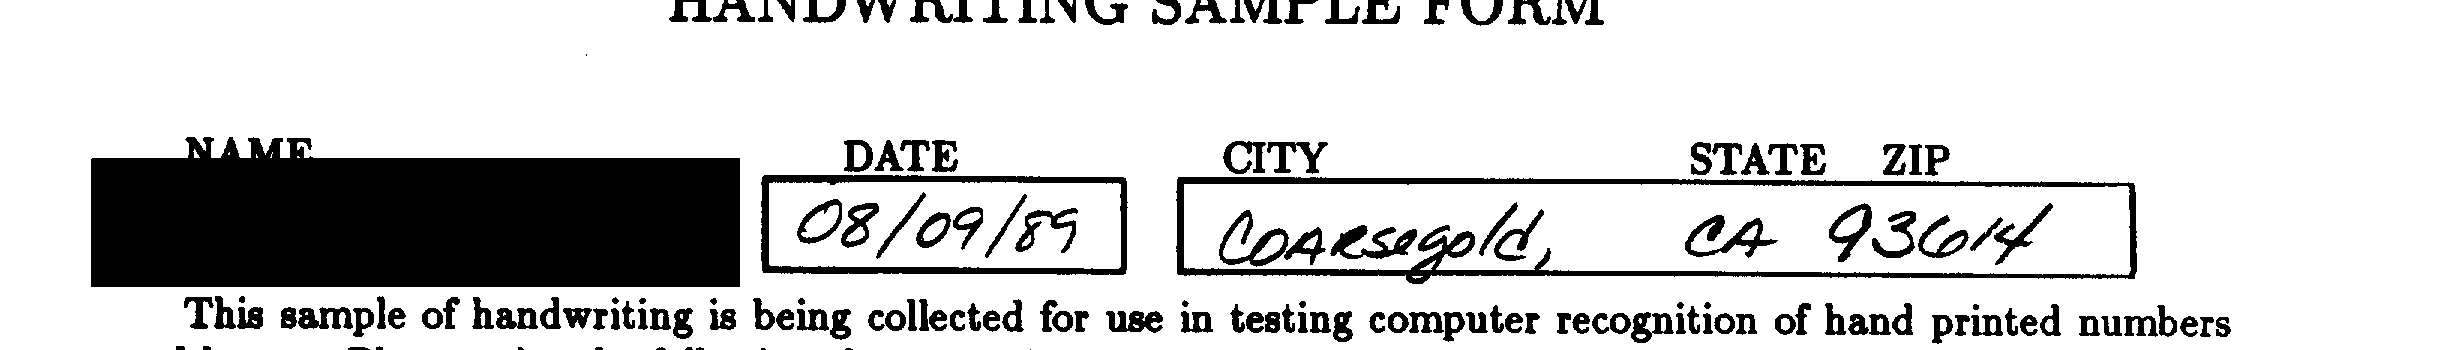 HANDWRITING SAMPLE FORM
NAME DATE CITY STATE ZIP
08/09/89 COARSegold, CA 93614
This sample of handwriting is being collected for use in testing computer recognition of hand printed numbers